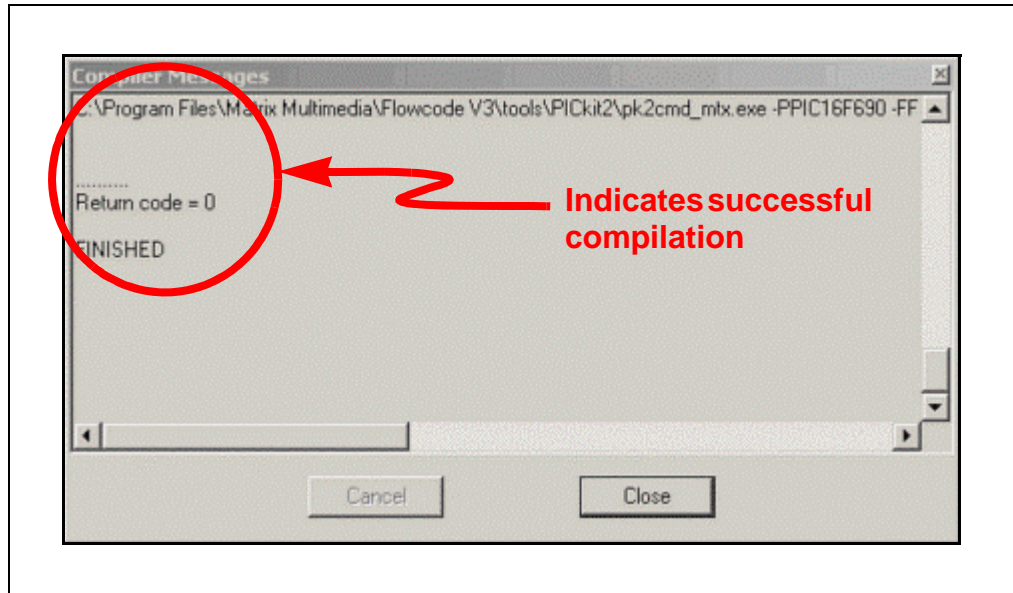 Compiler Messages
C:\Program Files\Matrix Multimedia\Flowcode V3\tools\PICkit2\pk2cmd_mtx.exe -PPIC16F690 -FF
..........
Return code = 0
Indicates successful
compilation
FINISHED
Cancel
Close